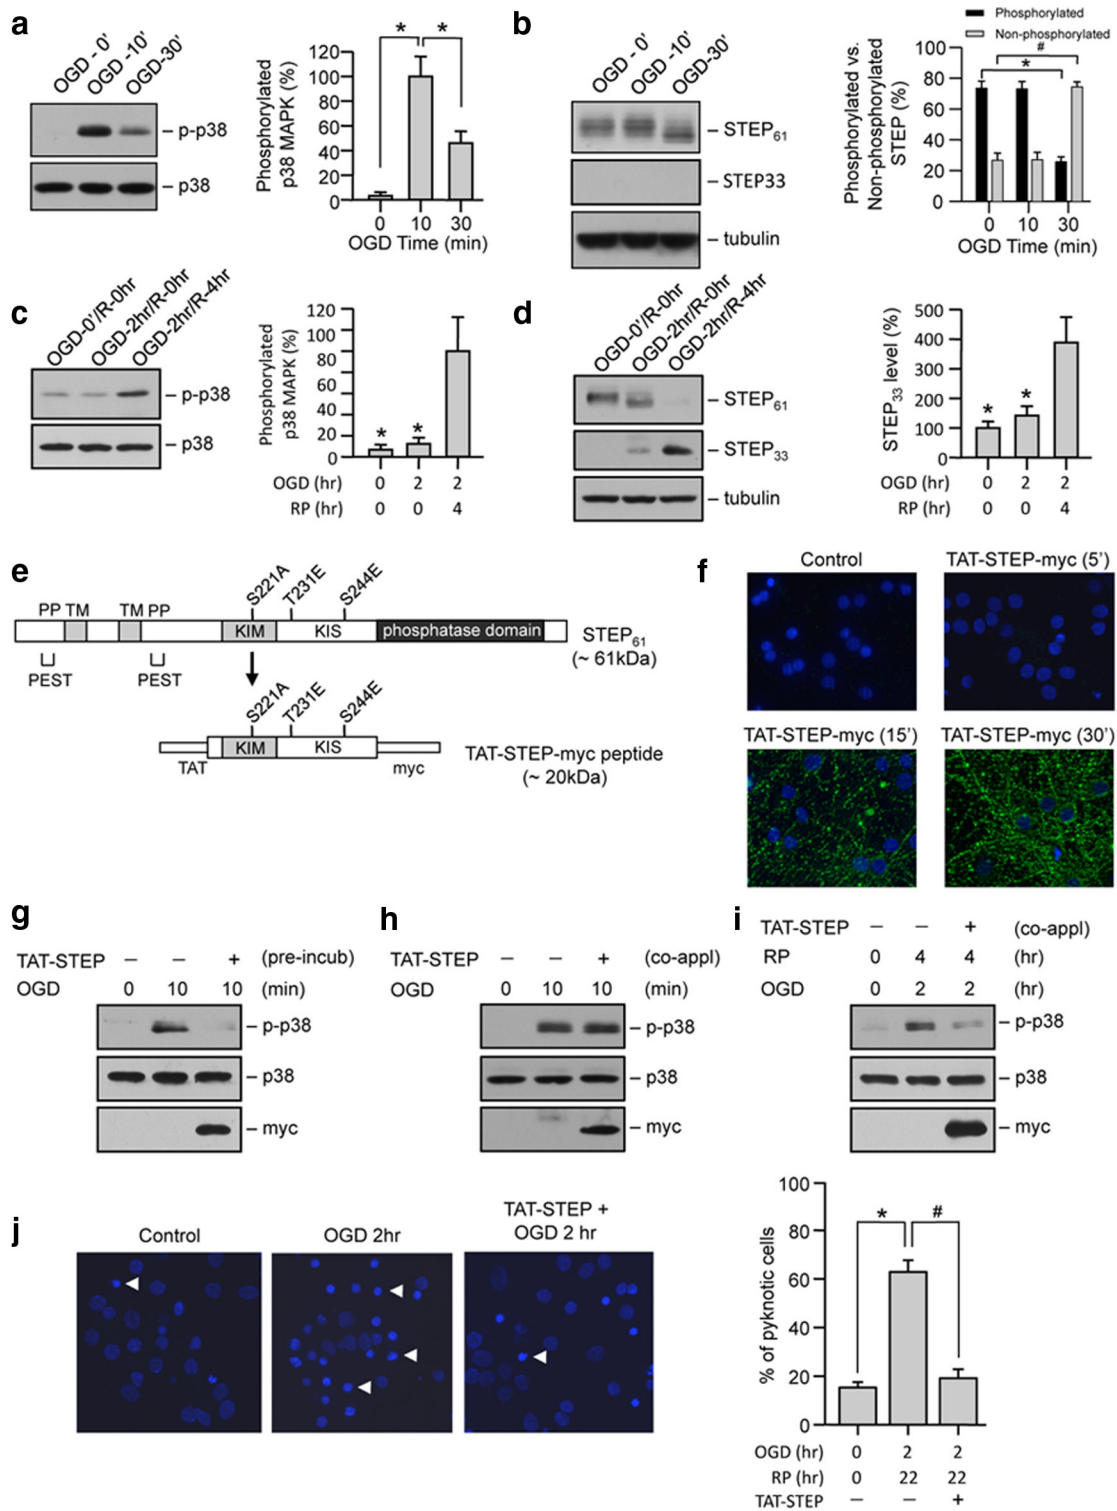 a
OGD - 0'
OGD -10'
OGD-30'
p-p38
p38
Phosphorylated
p38 MAPK (%)
120
100
80
60
40
20
0
* *
0 10 30
OGD Time (min)
b
OGD - 0'
OGD -10'
OGD-30'
STEP61
STEP33
tubulin
Phosphorylated
Non-phosphorylated
Phosphorylated vs.
Non-phosphorylated
STEP (%)
100
80
60
40
20
0
#
*
0 10 30
OGD Time (min)
c
OGD-0'/R-0hr
OGD-2hr/R-0hr
OGD-2hr/R-4hr
p-p38
p38
Phosphorylated
p38 MAPK (%)
120
100
80
60
40
20
0
* *
OGD (hr) 0 2 2
RP (hr) 0 0 4
d
OGD-0'/R-0hr
OGD-2hr/R-0hr
OGD-2hr/R-4hr
STEP61
STEP33
tubulin
STEP33 level (%)
500
400
300
200
100
0
* *
OGD (hr) 0 2 2
RP (hr) 0 0 4
e
S221A
T231E
S244E
PP TM TM PP
KIM KIS phosphatase domain
STEP61
(~ 61kDa)
PEST PEST
S221A
T231E
S244E
KIM KIS
TAT myc
TAT-STEP-myc peptide
(~ 20kDa)
f
Control
TAT-STEP-myc (5')
TAT-STEP-myc (15')
TAT-STEP-myc (30')
g
TAT-STEP − − + (pre-incub)
OGD 0 10 10 (min)
p-p38
p38
myc
h
TAT-STEP − − + (co-appl)
OGD 0 10 10 (min)
p-p38
p38
myc
i
TAT-STEP − − + (co-appl)
RP 0 4 4 (hr)
OGD 0 2 2 (hr)
p-p38
p38
myc
j
Control
OGD 2hr
TAT-STEP +
OGD 2 hr
% of pyknotic cells
100
80
60
40
20
0
* #
OGD (hr) 0 2 2
RP (hr) 0 22 22
TAT-STEP − − +